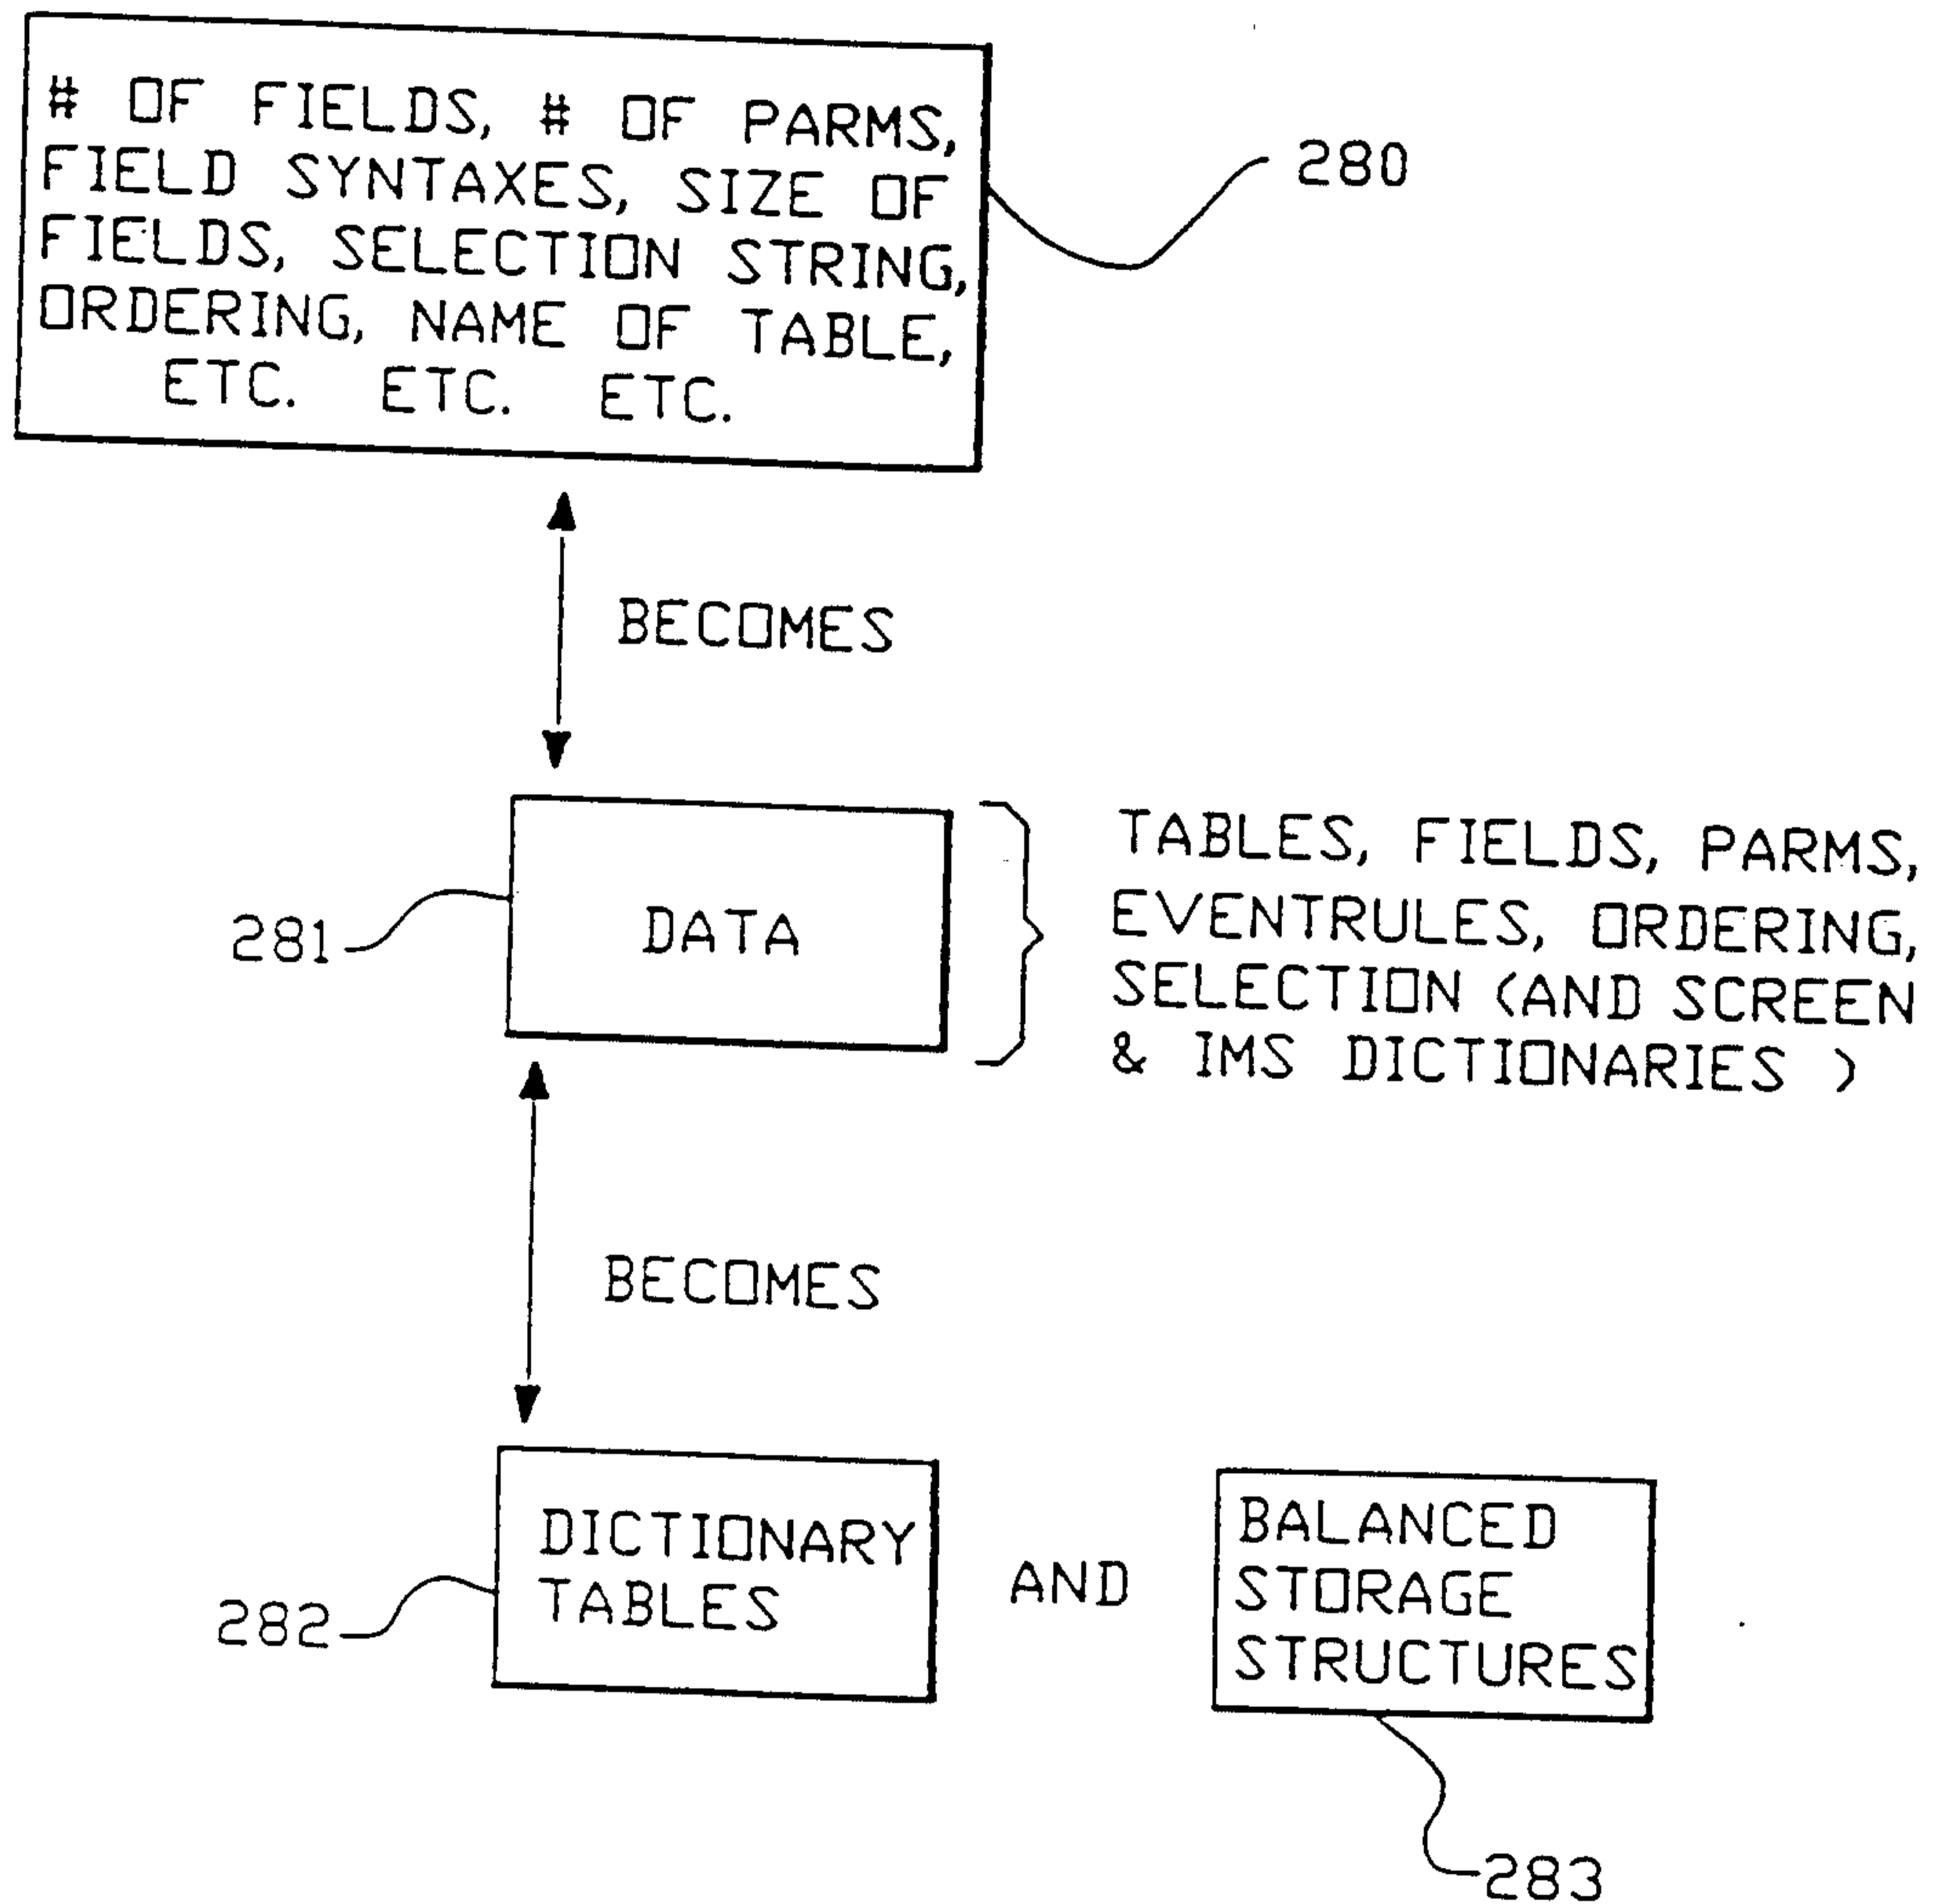 # OF FIELDS, # OF PARMS,
FIELD SYNTAXES, SIZE OF
FIELDS, SELECTION STRING,
ORDERING, NAME OF TABLE,
ETC. ETC. ETC.
280
BECOMES
281
DATA
TABLES, FIELDS, PARMS,
EVENTRULES, ORDERING,
SELECTION (AND SCREEN
& IMS DICTIONARIES )
BECOMES
282
DICTIONARY
TABLES
AND
BALANCED
STORAGE
STRUCTURES
283